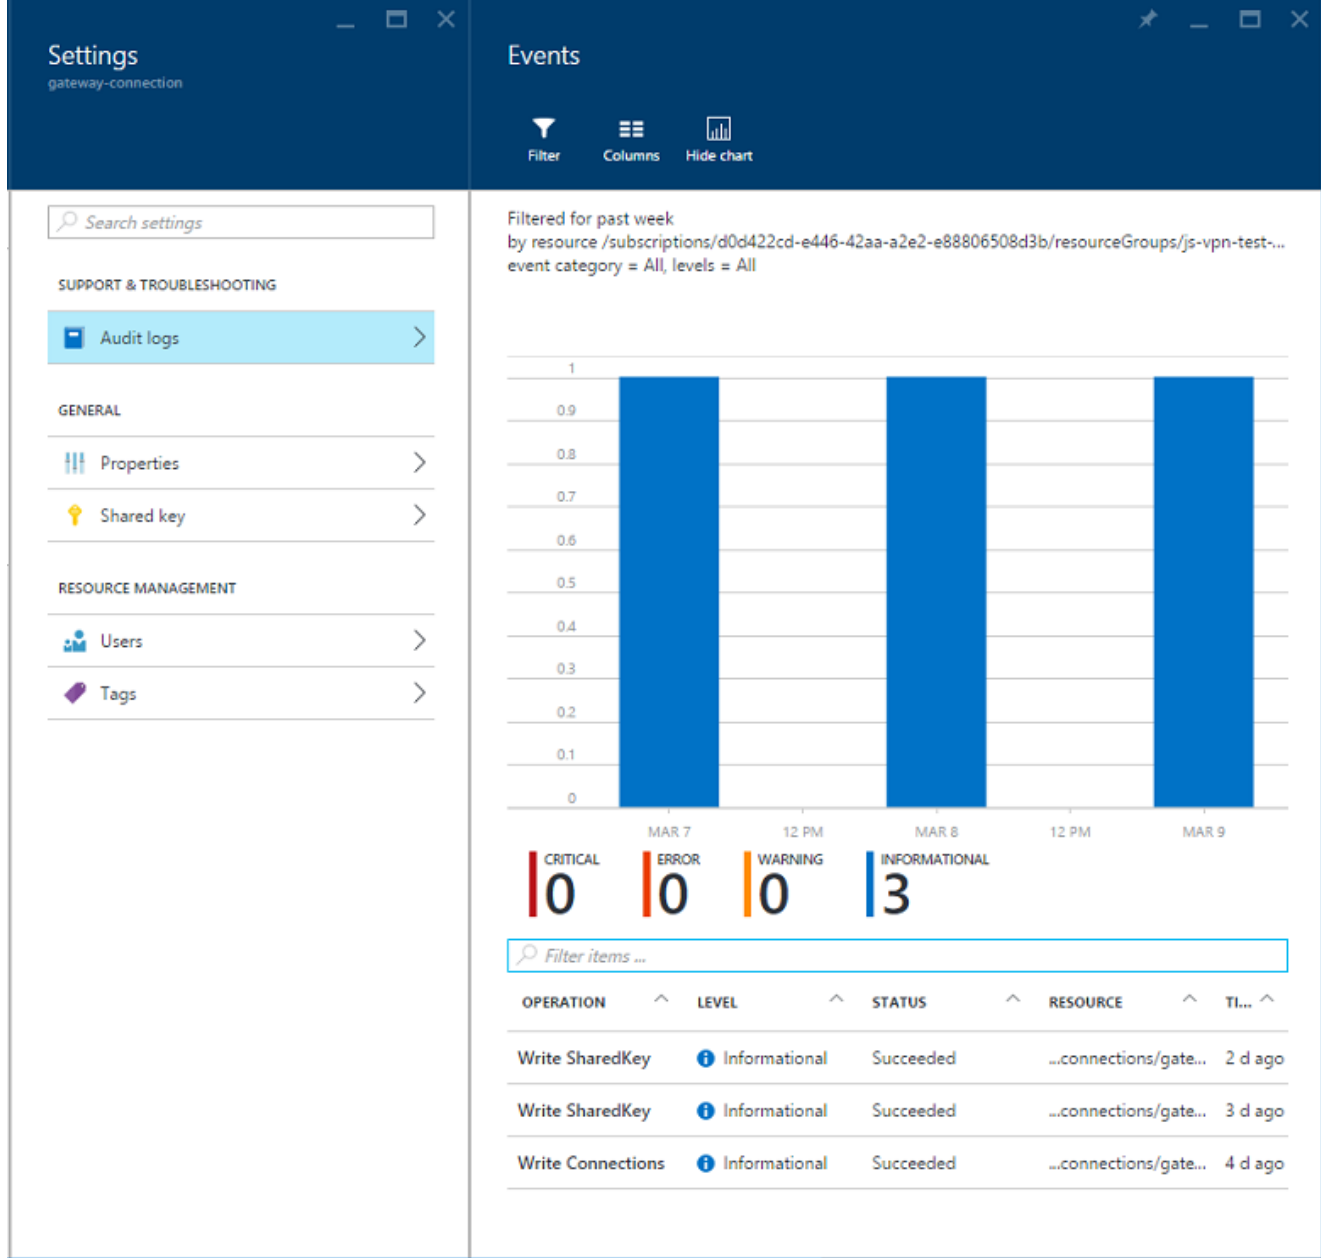 Settings
gateway-connection
Search settings
SUPPORT & TROUBLESHOOTING
Audit logs
GENERAL
Properties
Shared key
RESOURCE MANAGEMENT
Users
Tags
Events
Filter Columns Hide chart
Filtered for past week
by resource /subscriptions/d0d422cd-e446-42aa-a2e2-e88806508d3b/resourceGroups/js-vpn-test-...
event category = All, levels = All
1
0.9
0.8
0.7
0.6
0.5
0.4
0.3
0.2
0.1
0
MAR 7 12 PM MAR 8 12 PM MAR 9
CRITICAL ERROR WARNING INFORMATIONAL
0 0 0 3
Filter items ...
OPERATION LEVEL STATUS RESOURCE TI...
Write SharedKey Informational Succeeded ...connections/gate... 2 d ago
Write SharedKey Informational Succeeded ...connections/gate... 3 d ago
Write Connections Informational Succeeded ...connections/gate... 4 d ago